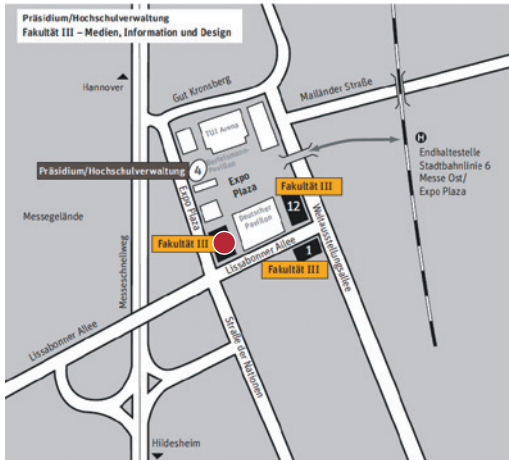 Präsidium/Hochschulverwaltung
Fakultät III – Medien, Information und Design
Hannover
Gut Kronsberg
Mailänder Straße
TUI Arena
H
Endhaltestelle
Stadtbahnlinie 6
Messe Ost/
Expo Plaza
Präsidium/Hochschulverwaltung
4
Bertelsmann-
Pavillon
Expo
Plaza
Fakultät III
12
Messegelände
Expo Plaza
Deutscher
Pavillon
Weltausstellungsallee
Fakultät III
1
Fakultät III
Messeschnellweg
Lissabonner Allee
Lissabonner Allee
Straße der Nationen
Hildesheim